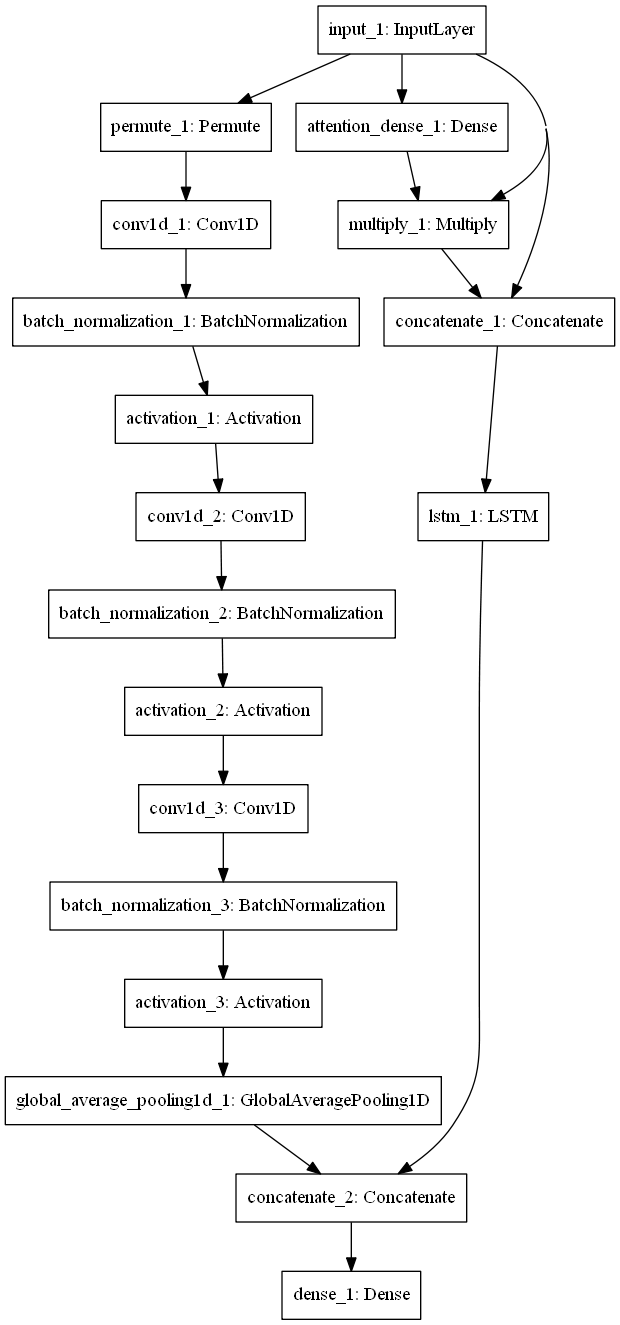 input_1: InputLayer
permute_1: Permute
attention_dense_1: Dense
conv1d_1: Conv1D
multiply_1: Multiply
batch_normalization_1: BatchNormalization
concatenate_1: Concatenate
activation_1: Activation
conv1d_2: Conv1D
lstm_1: LSTM
batch_normalization_2: BatchNormalization
activation_2: Activation
conv1d_3: Conv1D
batch_normalization_3: BatchNormalization
activation_3: Activation
global_average_pooling1d_1: GlobalAveragePooling1D
concatenate_2: Concatenate
dense_1: Dense